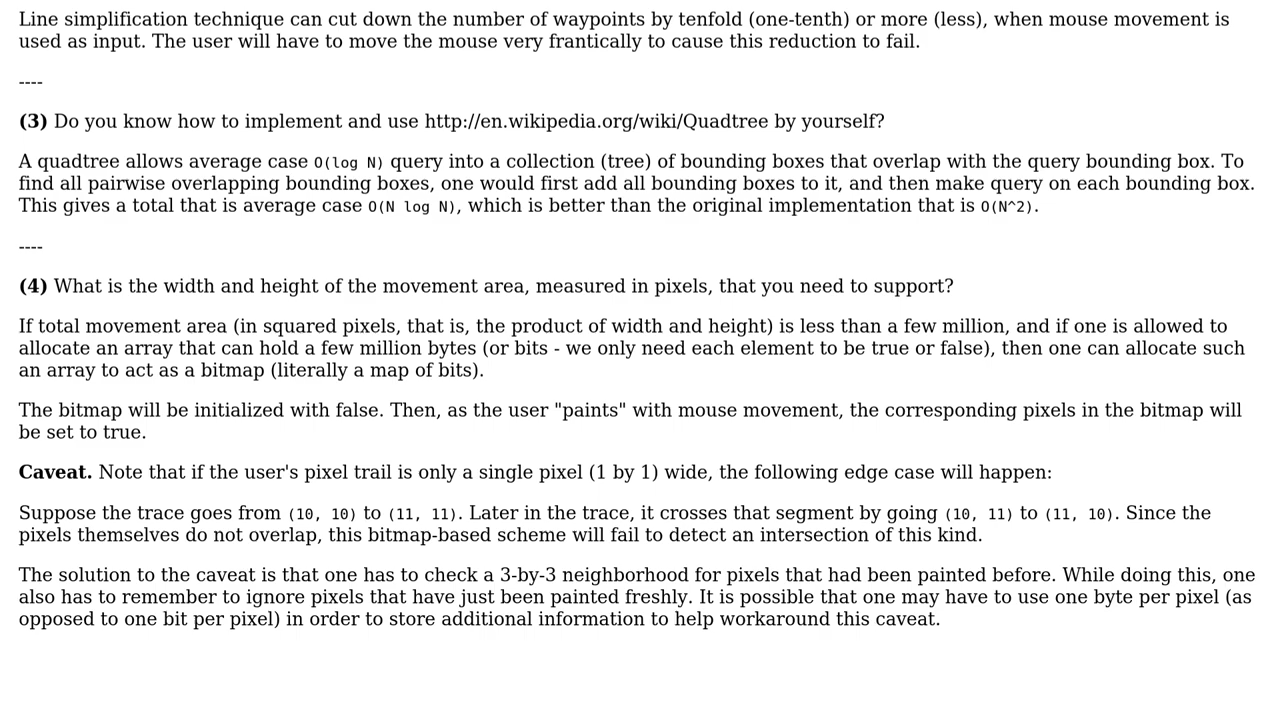 Line simplification technique can cut down the number of waypoints by tenfold (one-tenth) or more (less), when mouse movement is
used as input. The user will have to move the mouse very frantically to cause this reduction to fail.
----
(3) Do you know how to implement and use http://en.wikipedia.org/wiki/Quadtree by yourself?
A quadtree allows average case O(log N) query into a collection (tree) of bounding boxes that overlap with the query bounding box. To
find all pairwise overlapping bounding boxes, one would first add all bounding boxes to it, and then make query on each bounding box.
This gives a total that is average case O(N log N), which is better than the original implementation that is O(N^2).
----
(4) What is the width and height of the movement area, measured in pixels, that you need to support?
If total movement area (in squared pixels, that is, the product of width and height) is less than a few million, and if one is allowed to
allocate an array that can hold a few million bytes (or bits - we only need each element to be true or false), then one can allocate such
an array to act as a bitmap (literally a map of bits).
The bitmap will be initialized with false. Then, as the user "paints" with mouse movement, the corresponding pixels in the bitmap will
be set to true.
Caveat. Note that if the user's pixel trail is only a single pixel (1 by 1) wide, the following edge case will happen:
Suppose the trace goes from (10, 10) to (11, 11). Later in the trace, it crosses that segment by going (10, 11) to (11, 10). Since the
pixels themselves do not overlap, this bitmap-based scheme will fail to detect an intersection of this kind.
The solution to the caveat is that one has to check a 3-by-3 neighborhood for pixels that had been painted before. While doing this, one
also has to remember to ignore pixels that have just been painted freshly. It is possible that one may have to use one byte per pixel (as
opposed to one bit per pixel) in order to store additional information to help workaround this caveat.